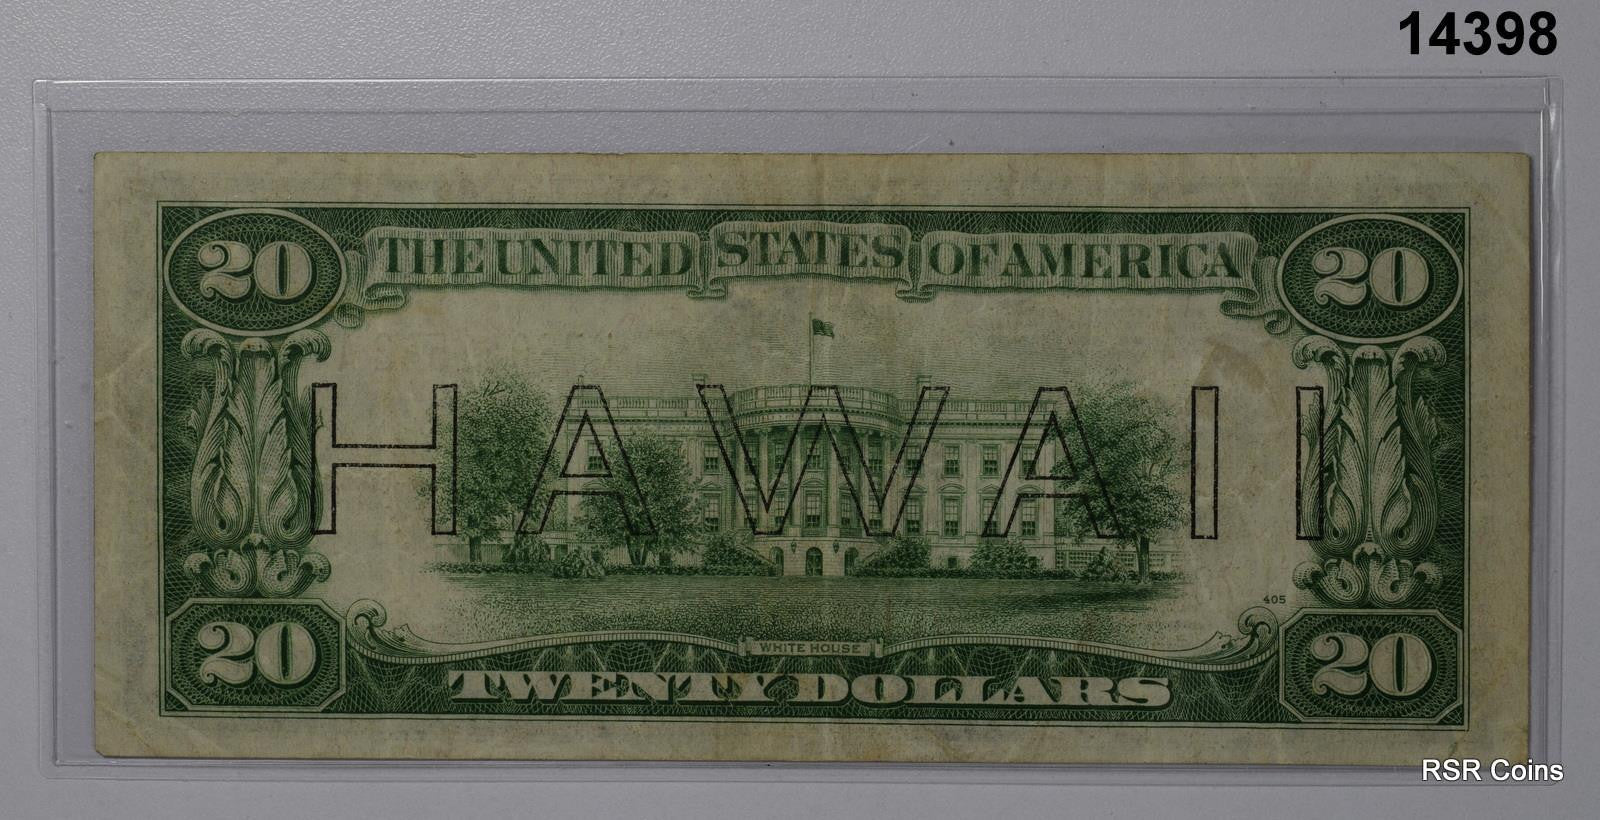 14398
20 THE UNITED STATES OF AMERICA 20
HAWAII
405
WHITE HOUSE
20 TWENTY DOLLARS 20
RSR Coins